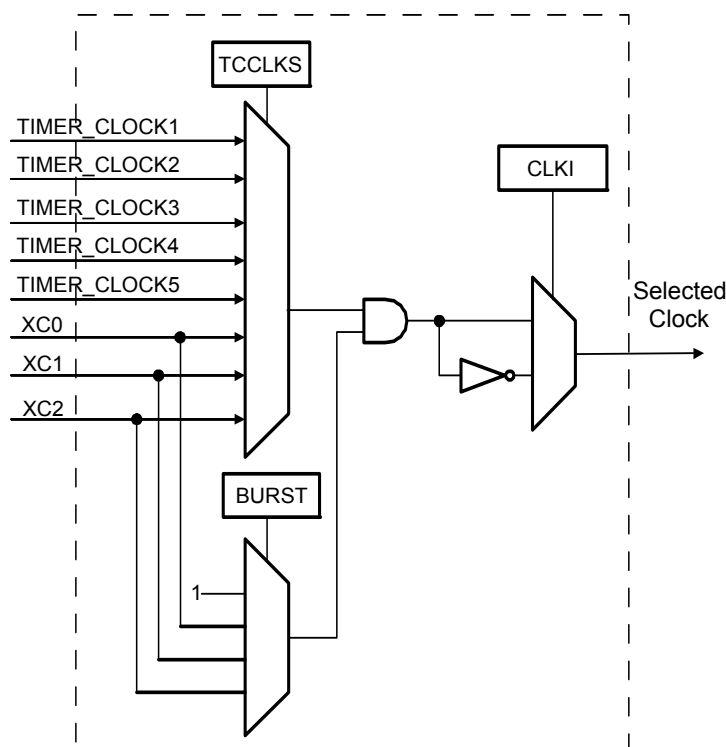 TCCLKS
TIMER_CLOCK1
TIMER_CLOCK2
TIMER_CLOCK3
TIMER_CLOCK4
TIMER_CLOCK5
XC0
XC1
XC2
CLKI
Selected
Clock
BURST
1